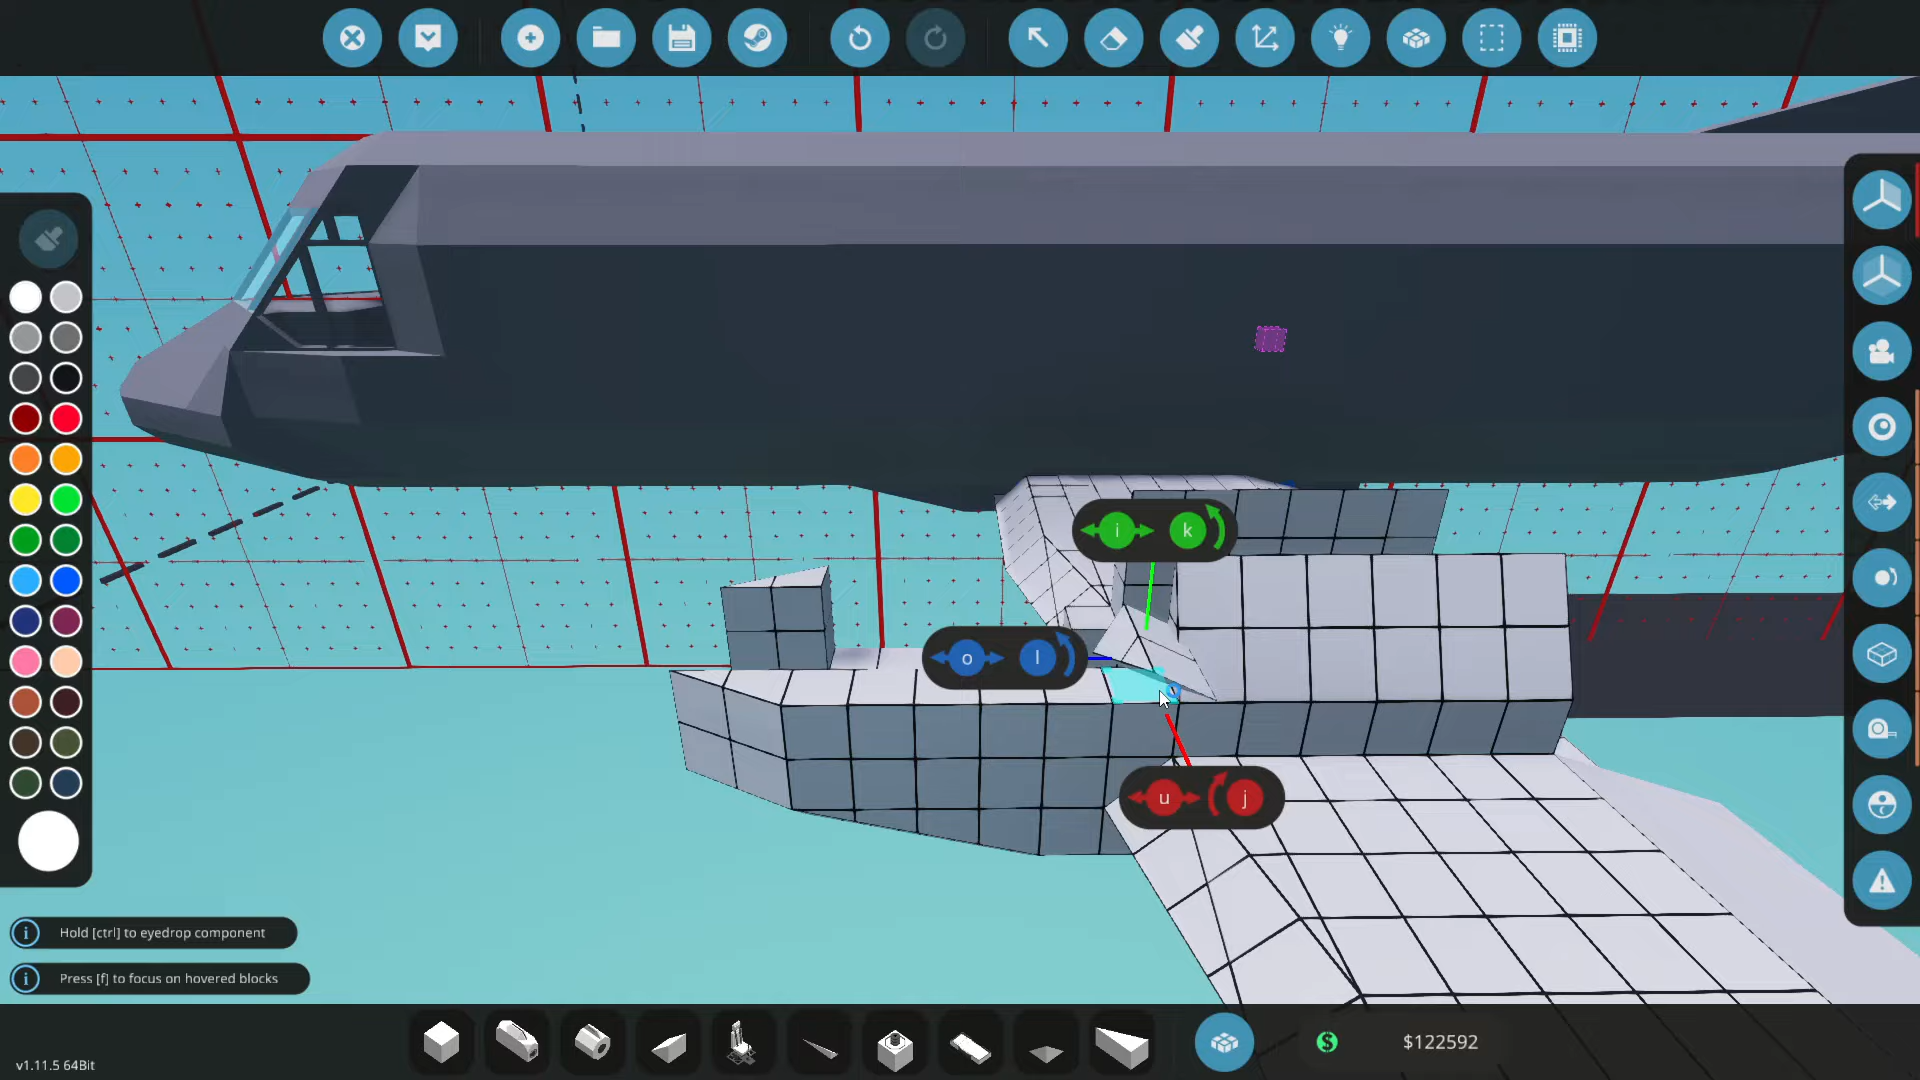 i k
o l
u j
Hold [ctrl] to eyedrop component
Press [f] to focus on hovered blocks
v1.11.5 64Bit
$ $122592